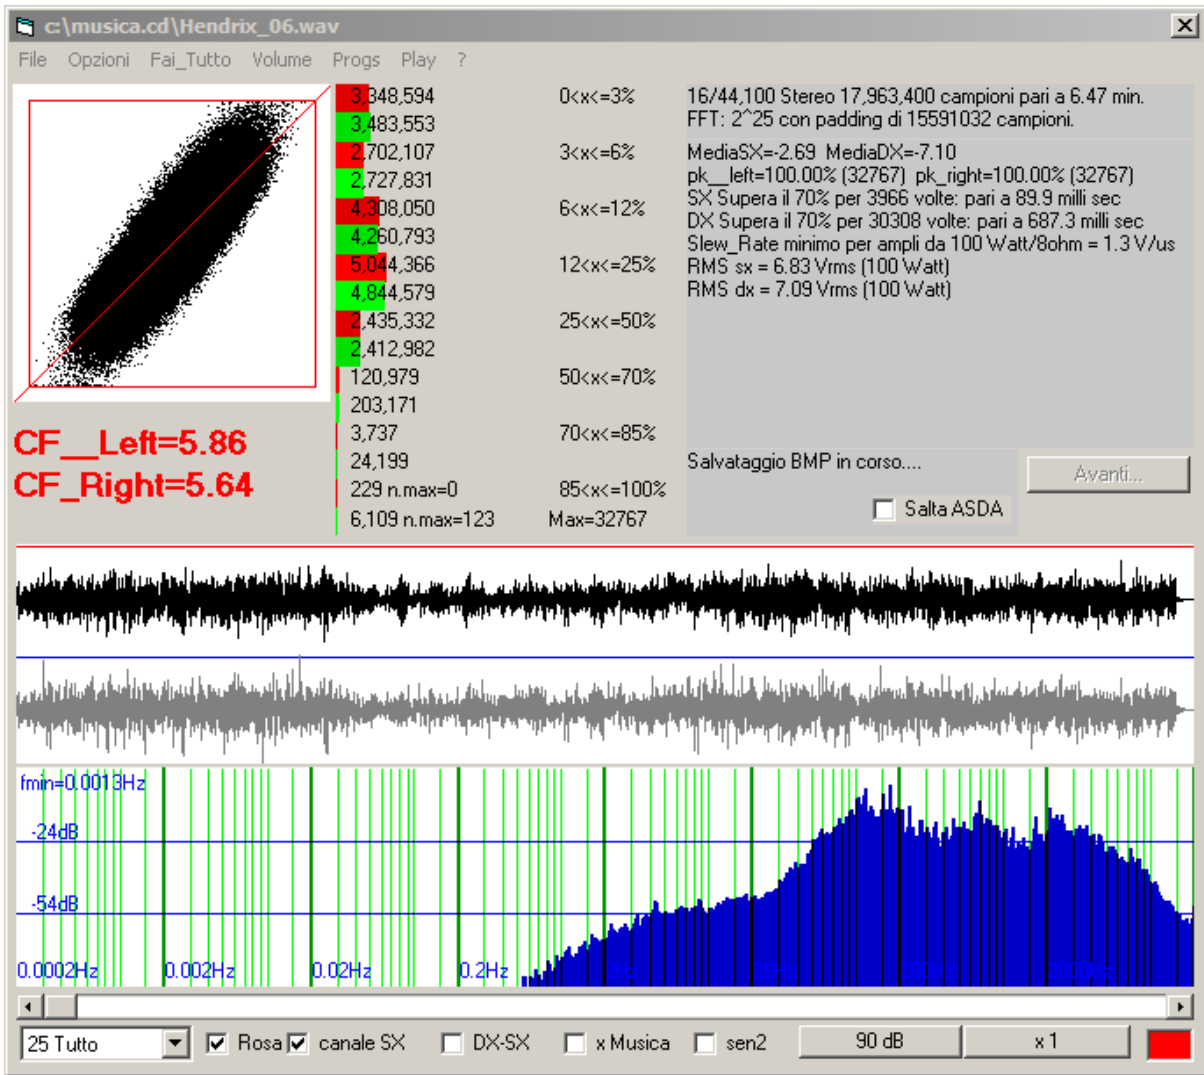 c:\musica.cd\Hendrix_06.wav
File Opzioni Fai_Tutto Volume Progs Play ?
3,348,594 0<x<=3%
3,483,553
2,702,107 3<x<=6%
2,727,831
4,308,050 6<x<=12%
4,260,793
5,044,366 12<x<=25%
4,844,579
2,435,332 25<x<=50%
2,412,982
120,979 50<x<=70%
203,171
3,737 70<x<=85%
24,199
229 n.max=0 85<x<=100%
6,109 n.max=123 Max=32767
16/44,100 Stereo 17,963,400 campioni pari a 6.47 min.
FFT: 2^25 con padding di 15591032 campioni.
MediaSX=-2.69 MediaDX=-7.10
pk__left=100.00% (32767) pk_right=100.00% (32767)
SX Supera il 70% per 3966 volte: pari a 89.9 milli sec
DX Supera il 70% per 30308 volte: pari a 687.3 milli sec
Slew_Rate minimo per ampli da 100 Watt/8ohm = 1.3 V/us
RMS sx = 6.83 Vrms (100 Watt)
RMS dx = 7.09 Vrms (100 Watt)
CF__Left=5.86
CF_Right=5.64
Salvataggio BMP in corso....
Avanti...
Salta ASDA
fmin=0.0013Hz
-24dB
-54dB
0.0002Hz 0.002Hz 0.02Hz 0.2Hz 2Hz 20Hz 200Hz 2000Hz
25 Tutto Rosa canale SX DX-SX x Musica sen2 90 dB x 1